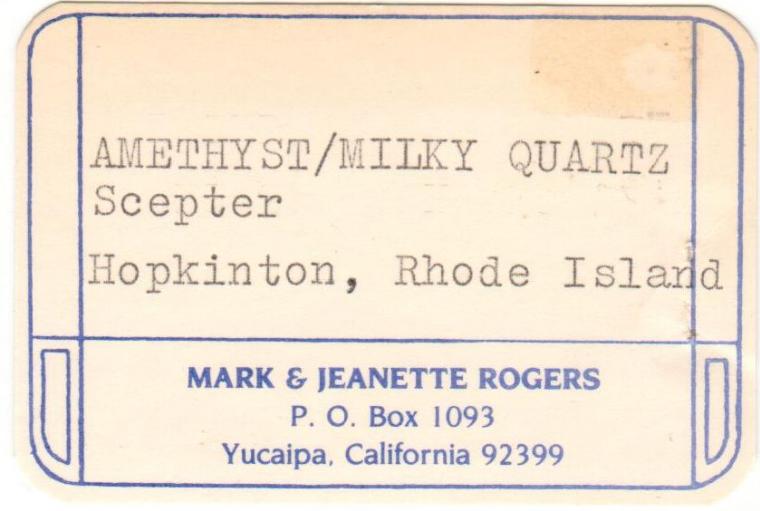 AMETHYST/MILKY QUARTZ
Scepter
Hopkinton, Rhode Island
MARK & JEANETTE ROGERS
P. O. Box 1093
Yucaipa, California 92399